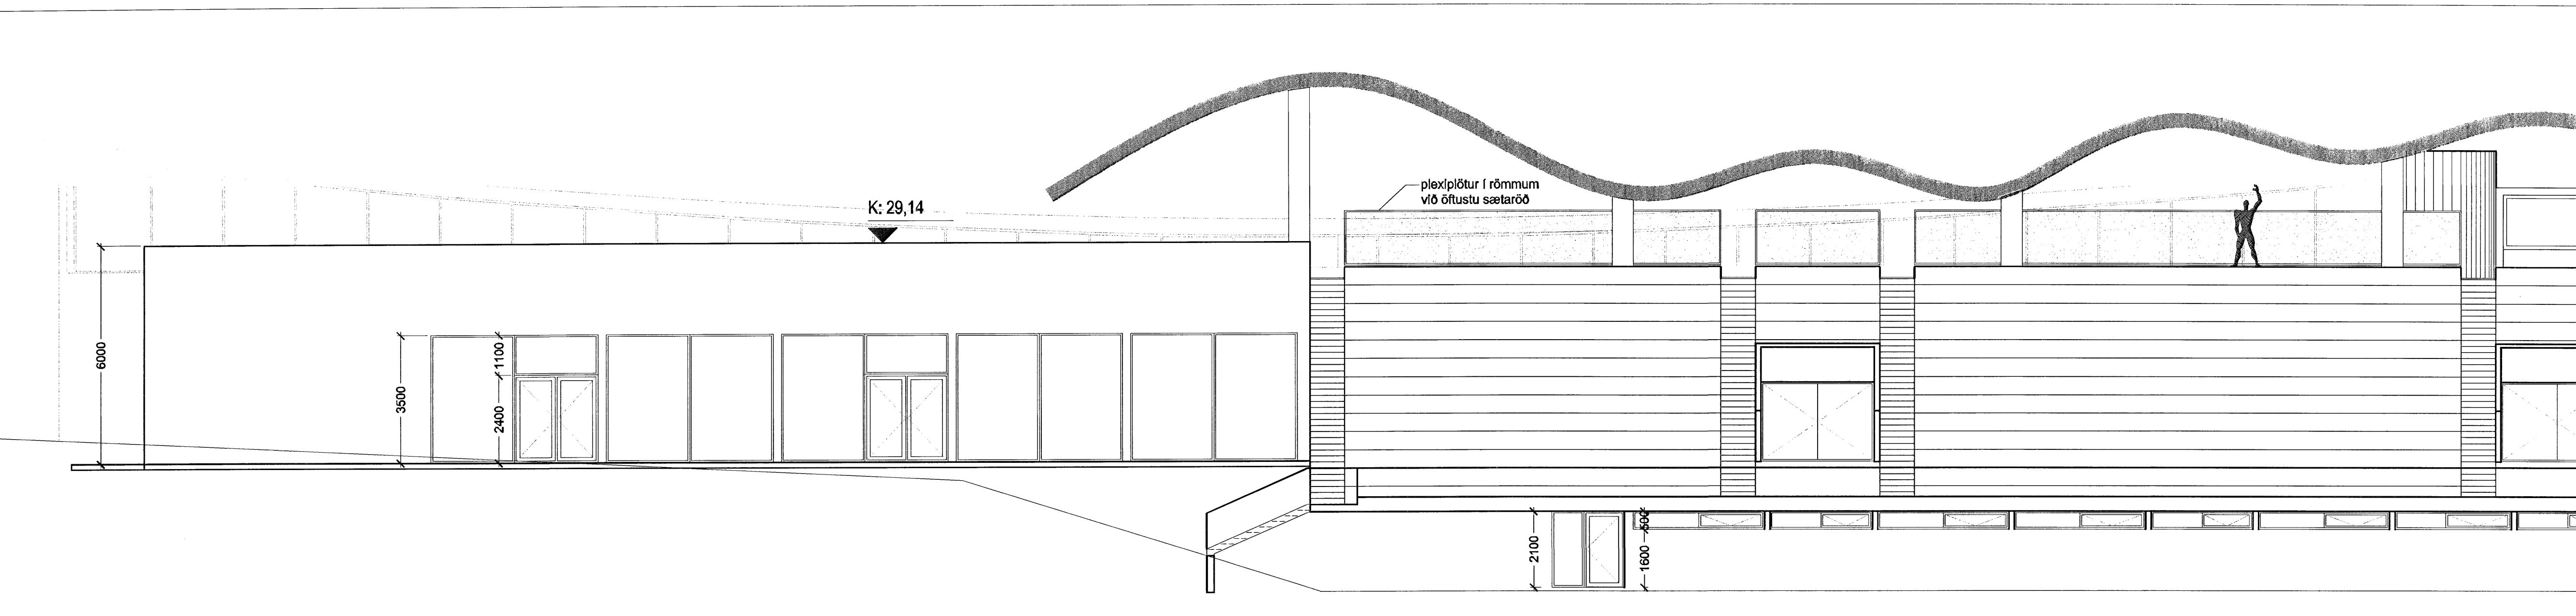 K: 29,14
plexiplötur í römmum
við öftustu sætaröð
6000
3500
1100
2400
2100
500
1600